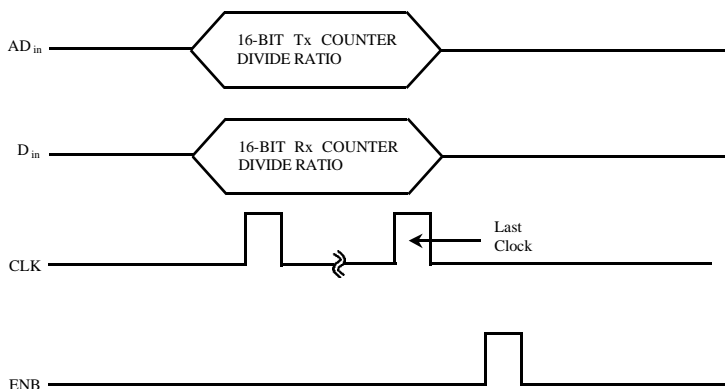 AD in
16-BIT Tx COUNTER
DIVIDE RATIO
D in
16-BIT Rx COUNTER
DIVIDE RATIO
Last
Clock
CLK
ENB